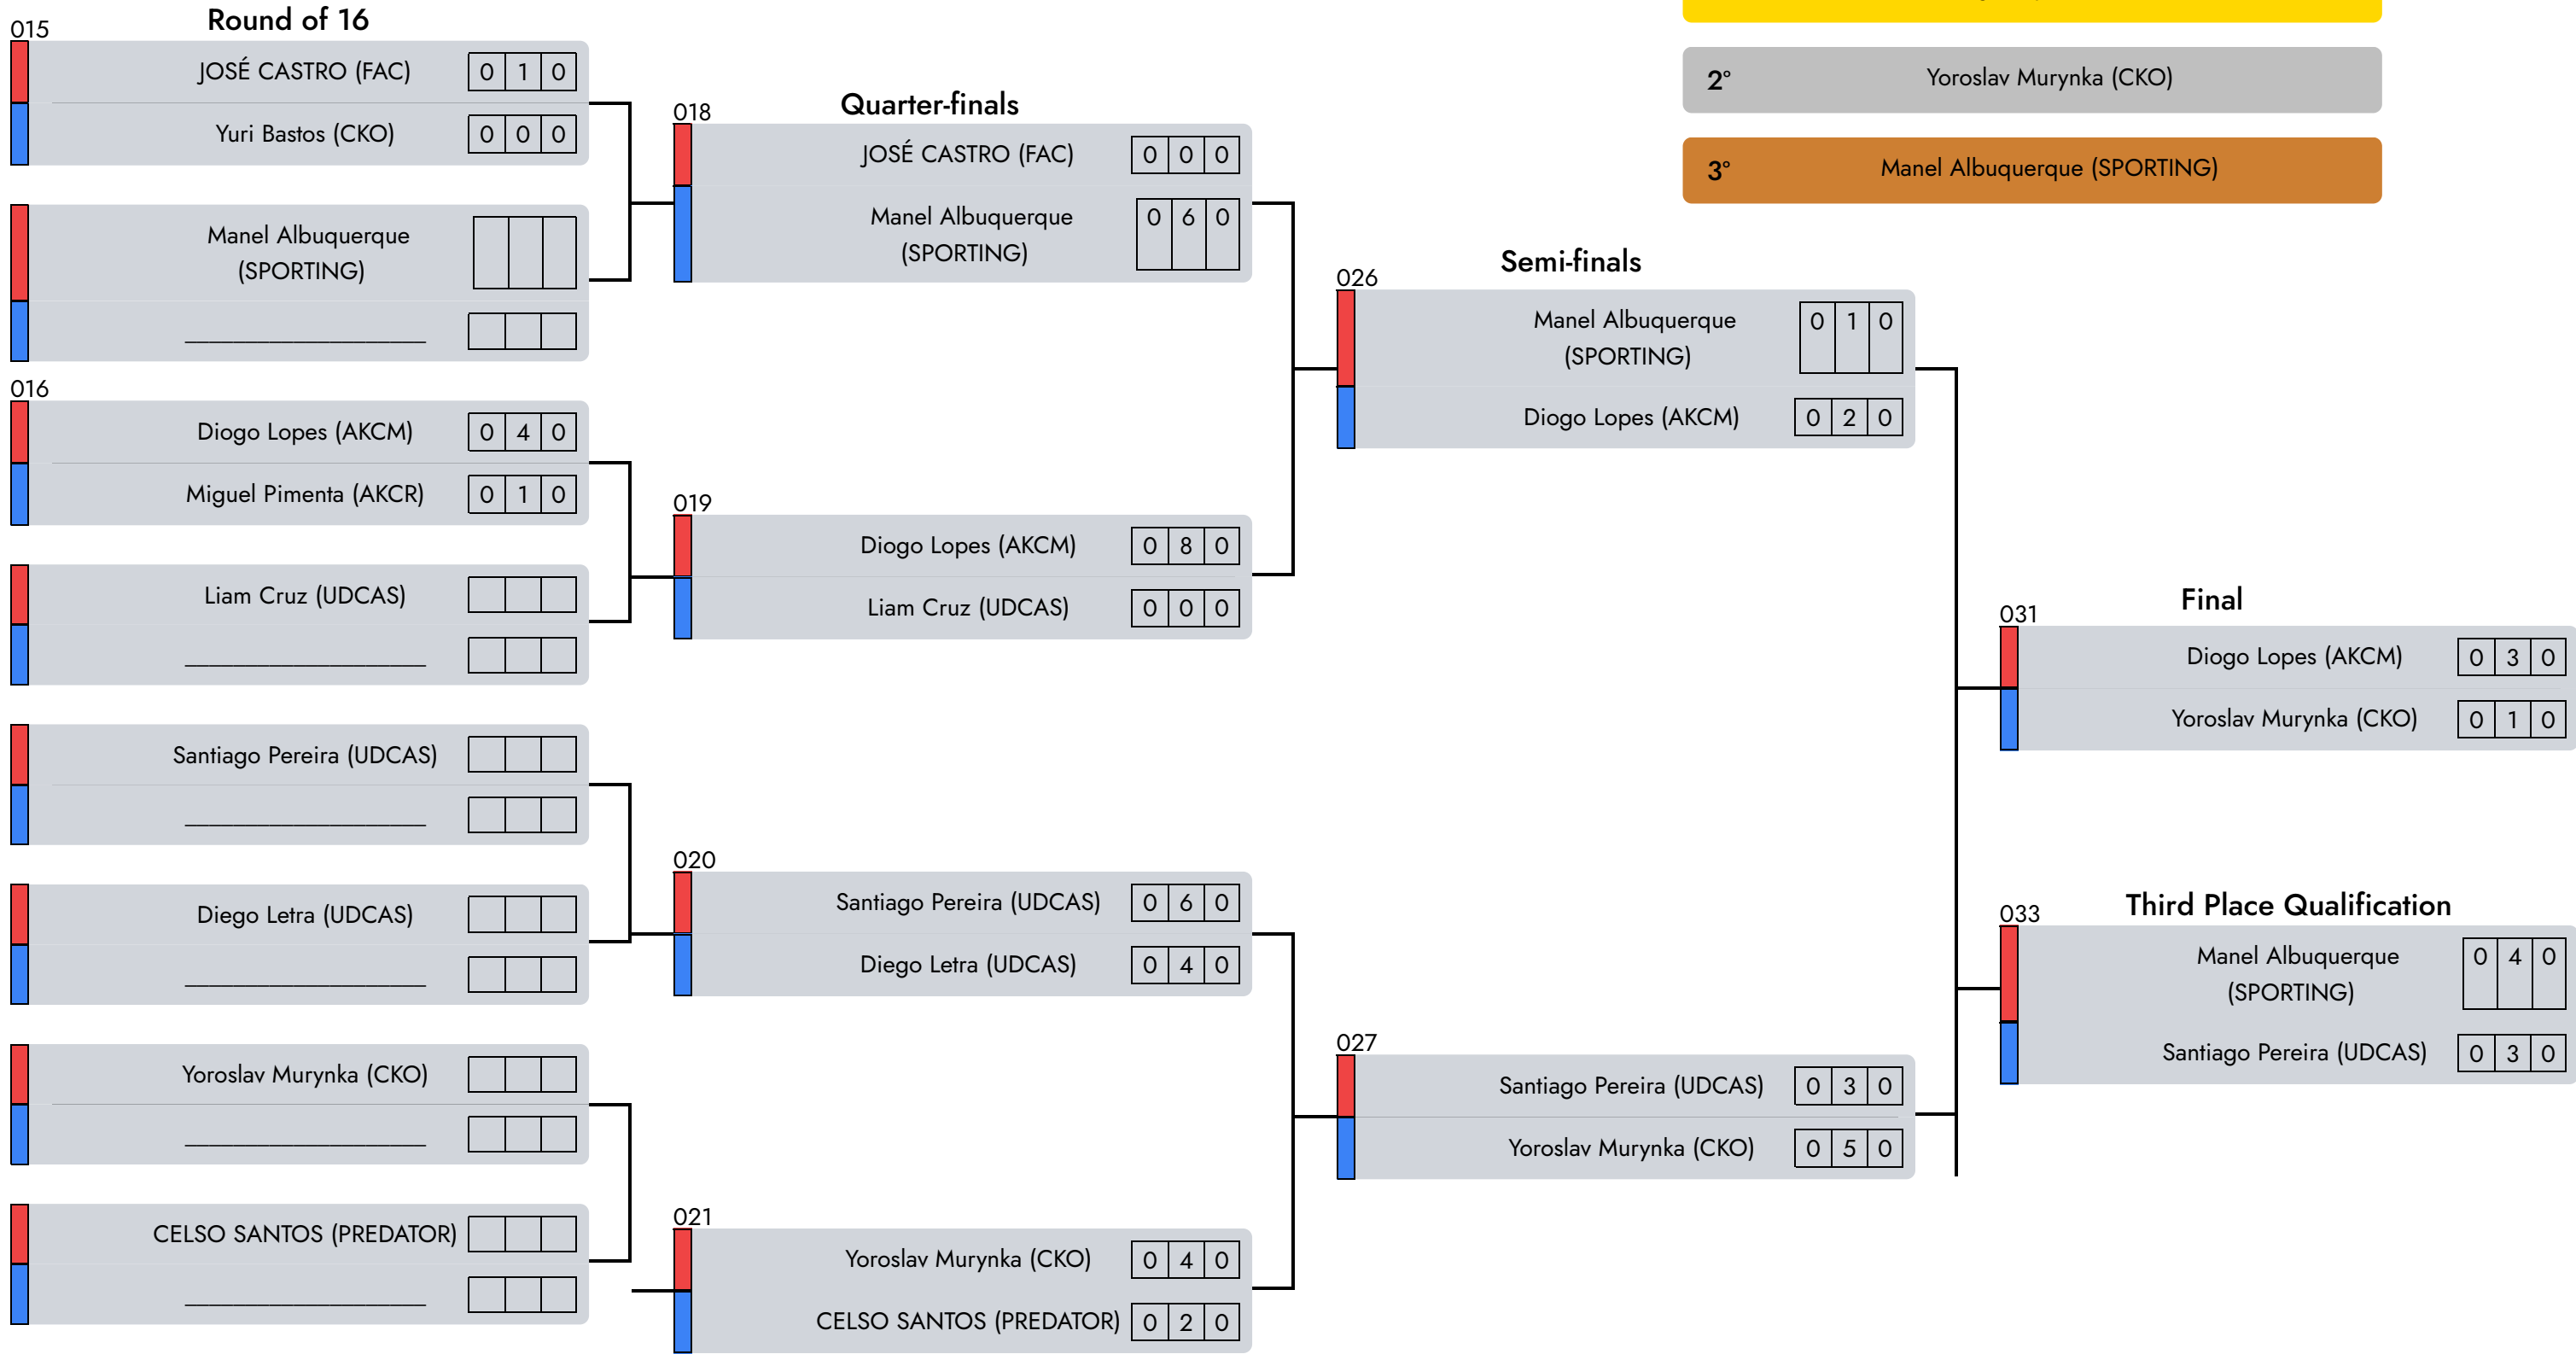 Round of 16
015
JOSÉ CASTRO (FAC) 0 1 0
Yuri Bastos (CKO) 0 0 0
Manel Albuquerque
(SPORTING)
____________________
016
Diogo Lopes (AKCM) 0 4 0
Miguel Pimenta (AKCR) 0 1 0
Liam Cruz (UDCAS)
____________________
Santiago Pereira (UDCAS)
____________________
Diego Letra (UDCAS)
____________________
Yoroslav Murynka (CKO)
____________________
CELSO SANTOS (PREDATOR)
____________________
Quarter-finals
018
JOSÉ CASTRO (FAC) 0 0 0
Manel Albuquerque 0 6 0
(SPORTING)
019
Diogo Lopes (AKCM) 0 8 0
Liam Cruz (UDCAS) 0 0 0
020
Santiago Pereira (UDCAS) 0 6 0
Diego Letra (UDCAS) 0 4 0
021
Yoroslav Murynka (CKO) 0 4 0
CELSO SANTOS (PREDATOR) 0 2 0
Semi-finals
026
Manel Albuquerque 0 1 0
(SPORTING)
Diogo Lopes (AKCM) 0 2 0
027
Santiago Pereira (UDCAS) 0 3 0
Yoroslav Murynka (CKO) 0 5 0
2° Yoroslav Murynka (CKO)
3° Manel Albuquerque (SPORTING)
Final
031
Diogo Lopes (AKCM) 0 3 0
Yoroslav Murynka (CKO) 0 1 0
Third Place Qualification
033
Manel Albuquerque 0 4 0
(SPORTING)
Santiago Pereira (UDCAS) 0 3 0